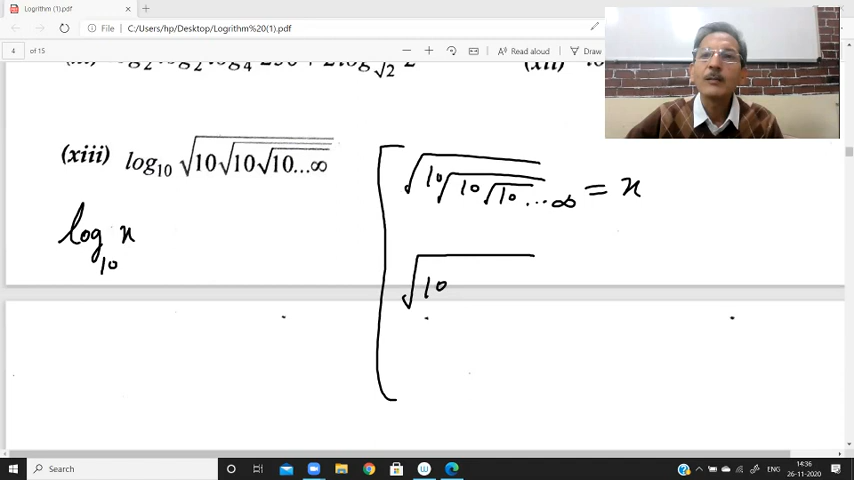 Logrithm (1).pdf
File C:/Users/hp/Desktop/Logrithm%20(1).pdf
4 of 15 Read aloud Draw
(xiii) log₁₀ √10√10√10...∞
√10√10√10...∞ = x
log₁₀ x
√10
Search
ENG 14:36
26-11-2020